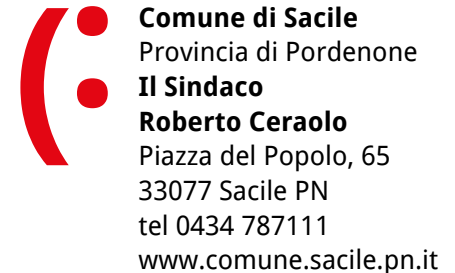 Comune di Sacile
Provincia di Pordenone
Il Sindaco
Roberto Ceraolo
Piazza del Popolo, 65
33077 Sacile PN
tel 0434 787111
www.comune.sacile.pn.it